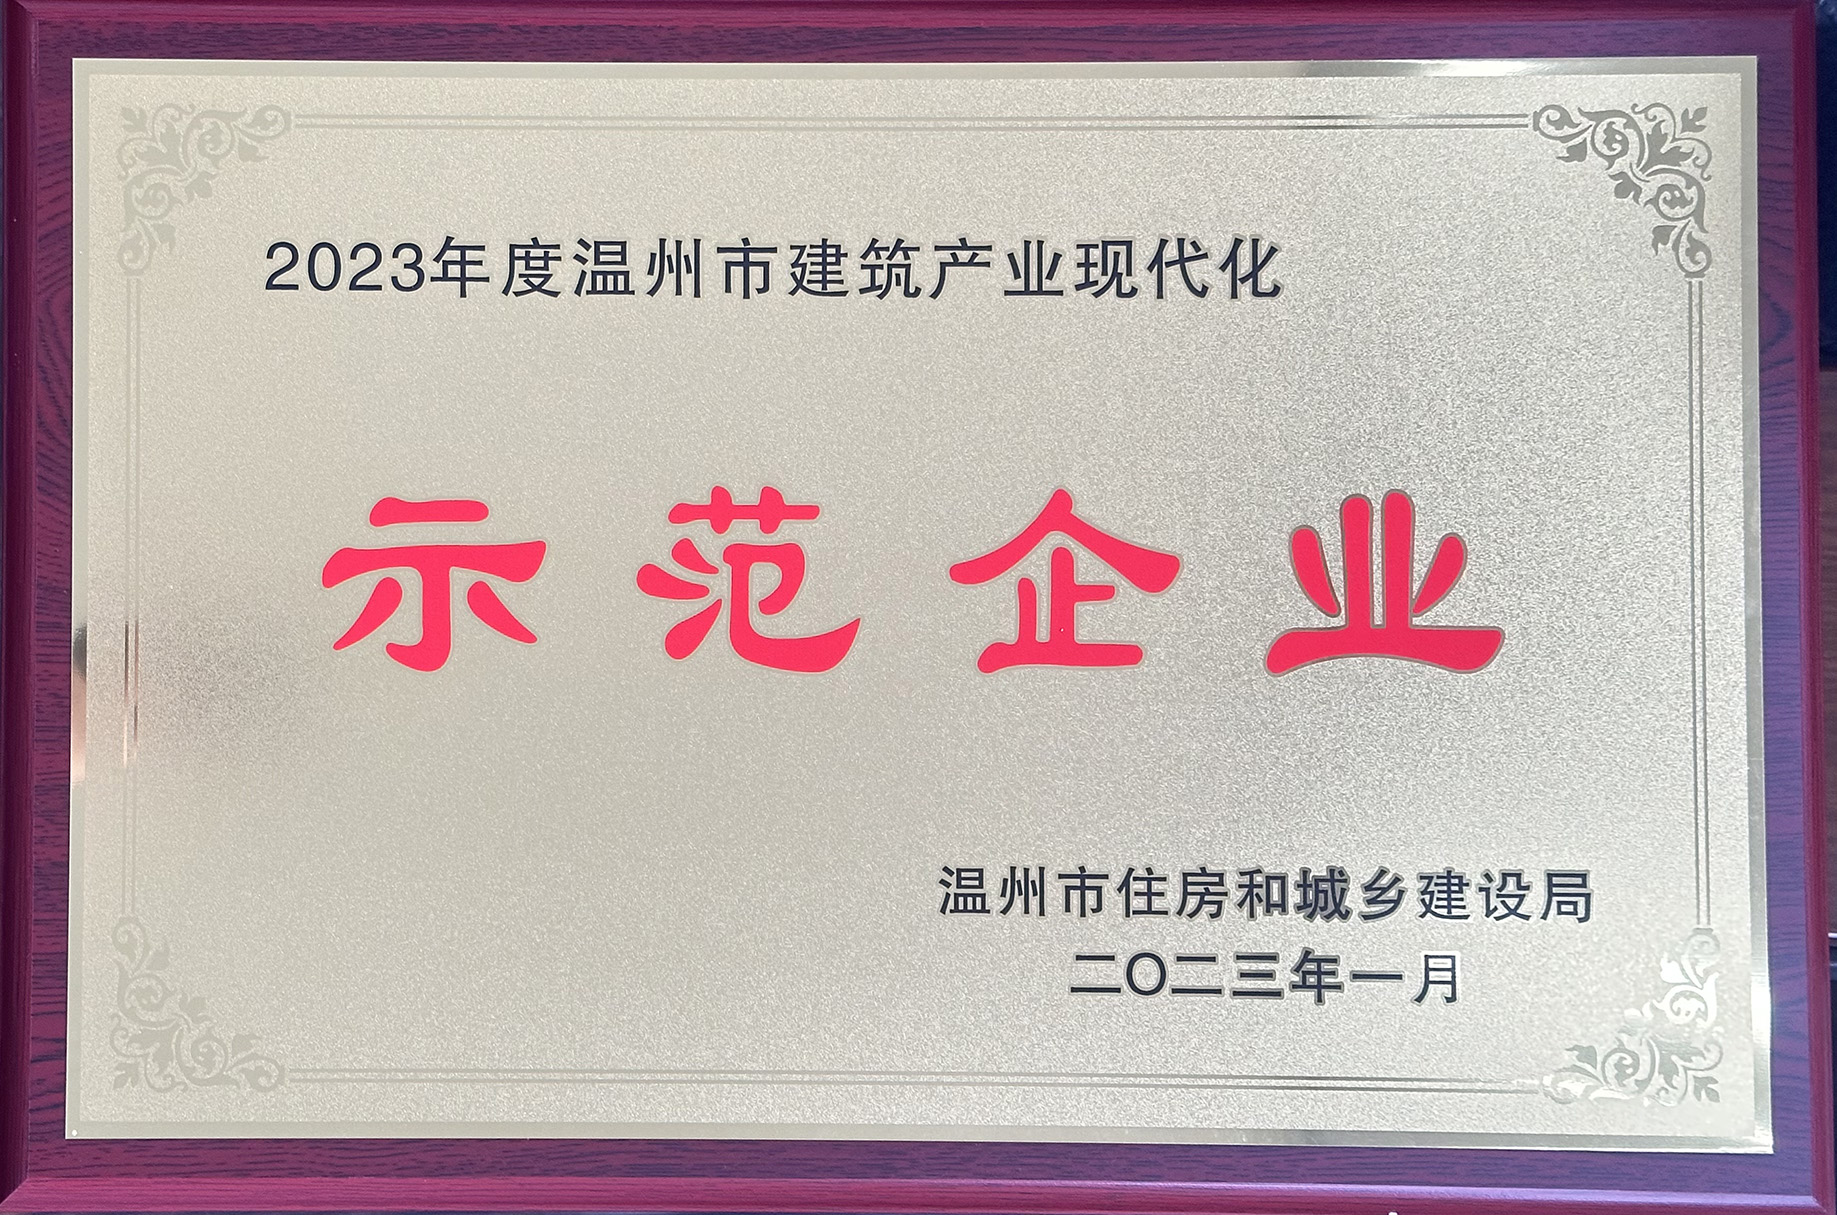 2023年度温州市建筑产业现代化
示范企业
温州市住房和城乡建设局
二〇二三年一月